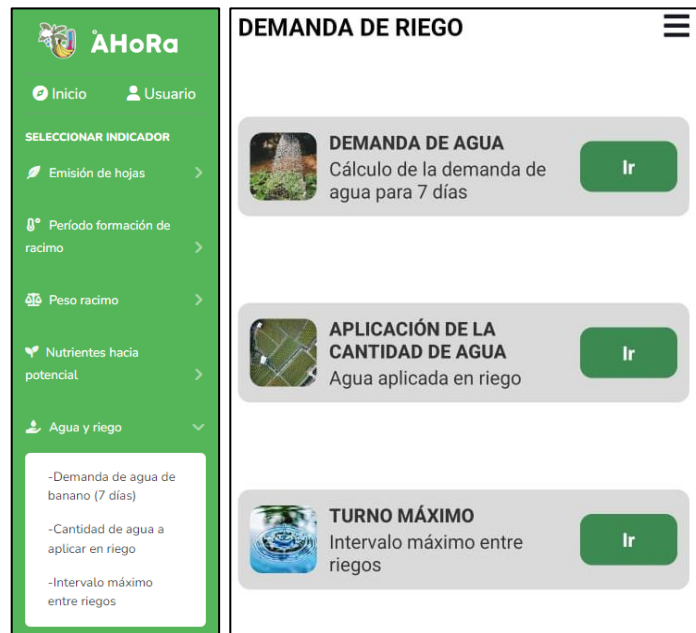 ÅHoRa
Inicio
Usuario
SELECCIONAR INDICADOR
Emisión de hojas
Período formación de
racimo
Peso racimo
Nutrientes hacia
potencial
Agua y riego
-Demanda de agua de
banano (7 días)
-Cantidad de agua a
aplicar en riego
-Intervalo máximo
entre riegos
DEMANDA DE RIEGO
DEMANDA DE AGUA
Cálculo de la demanda de
agua para 7 días
Ir
APLICACIÓN DE LA
CANTIDAD DE AGUA
Agua aplicada en riego
Ir
TURNO MÁXIMO
Intervalo máximo entre
riegos
Ir